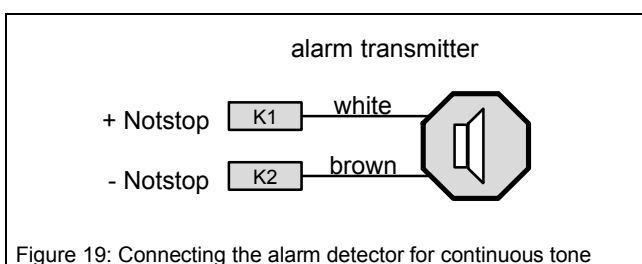 alarm transmitter
+ Notstop K1 white
- Notstop K2 brown
Figure 19: Connecting the alarm detector for continuous tone